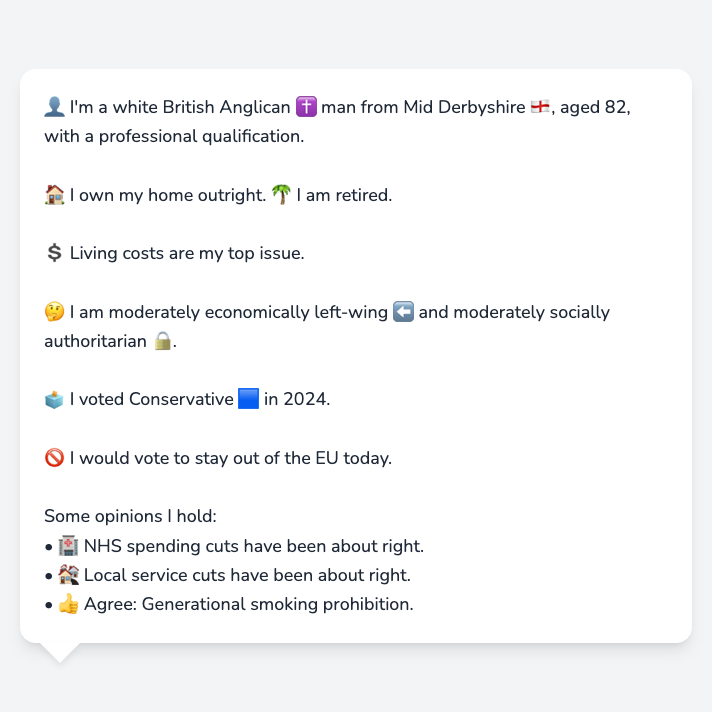 👤 I'm a white British Anglican ✝️ man from Mid Derbyshire 🏴󠁧󠁢󠁥󠁮󠁧󠁿, aged 82,
with a professional qualification.
🏠 I own my home outright. 🌴 I am retired.
💲 Living costs are my top issue.
🤔 I am moderately economically left-wing ⬅️ and moderately socially
authoritarian 🔒.
🗳️ I voted Conservative 🟦 in 2024.
🚫 I would vote to stay out of the EU today.
Some opinions I hold:
• 🏥 NHS spending cuts have been about right.
• 🏘️ Local service cuts have been about right.
• 👍 Agree: Generational smoking prohibition.